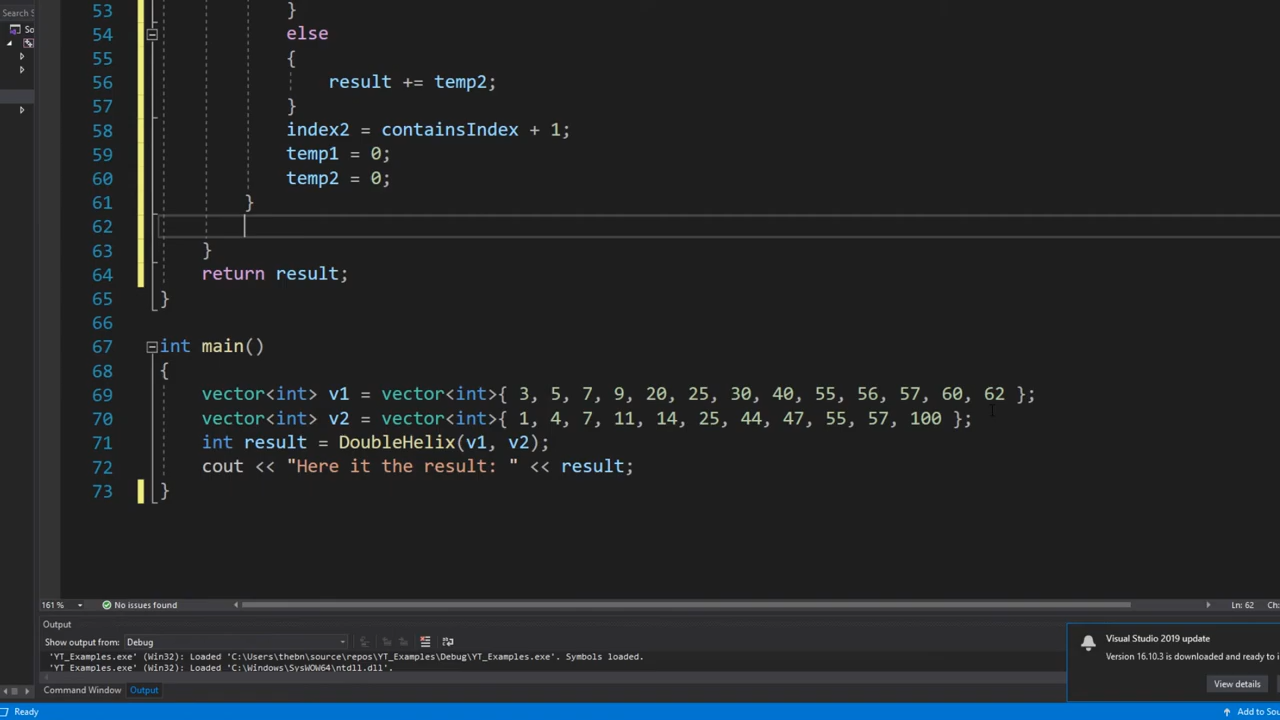 Search S
So
53 }
54 else
55 {
56 result += temp2;
57 }
58 index2 = containsIndex + 1;
59 temp1 = 0;
60 temp2 = 0;
61 }
62
63 }
64 return result;
65 }
66
67 int main()
68 {
69 vector<int> v1 = vector<int>{ 3, 5, 7, 9, 20, 25, 30, 40, 55, 56, 57, 60, 62 };
70 vector<int> v2 = vector<int>{ 1, 4, 7, 11, 14, 25, 44, 47, 55, 57, 100 };
71 int result = DoubleHelix(v1, v2);
72 cout << "Here it the result: " << result;
73 }
161 % No issues found Ln: 62 Ch:
Output
Show output from: Debug
'YT_Examples.exe' (Win32): Loaded 'C:\Users\thebn\source\repos\YT_Examples\Debug\YT_Examples.exe'. Symbols loaded.
'YT_Examples.exe' (Win32): Loaded 'C:\Windows\SysWOW64\ntdll.dll'.
Command Window Output
Visual Studio 2019 update
Version 16.10.3 is downloaded and ready to i
View details
Ready Add to Sou